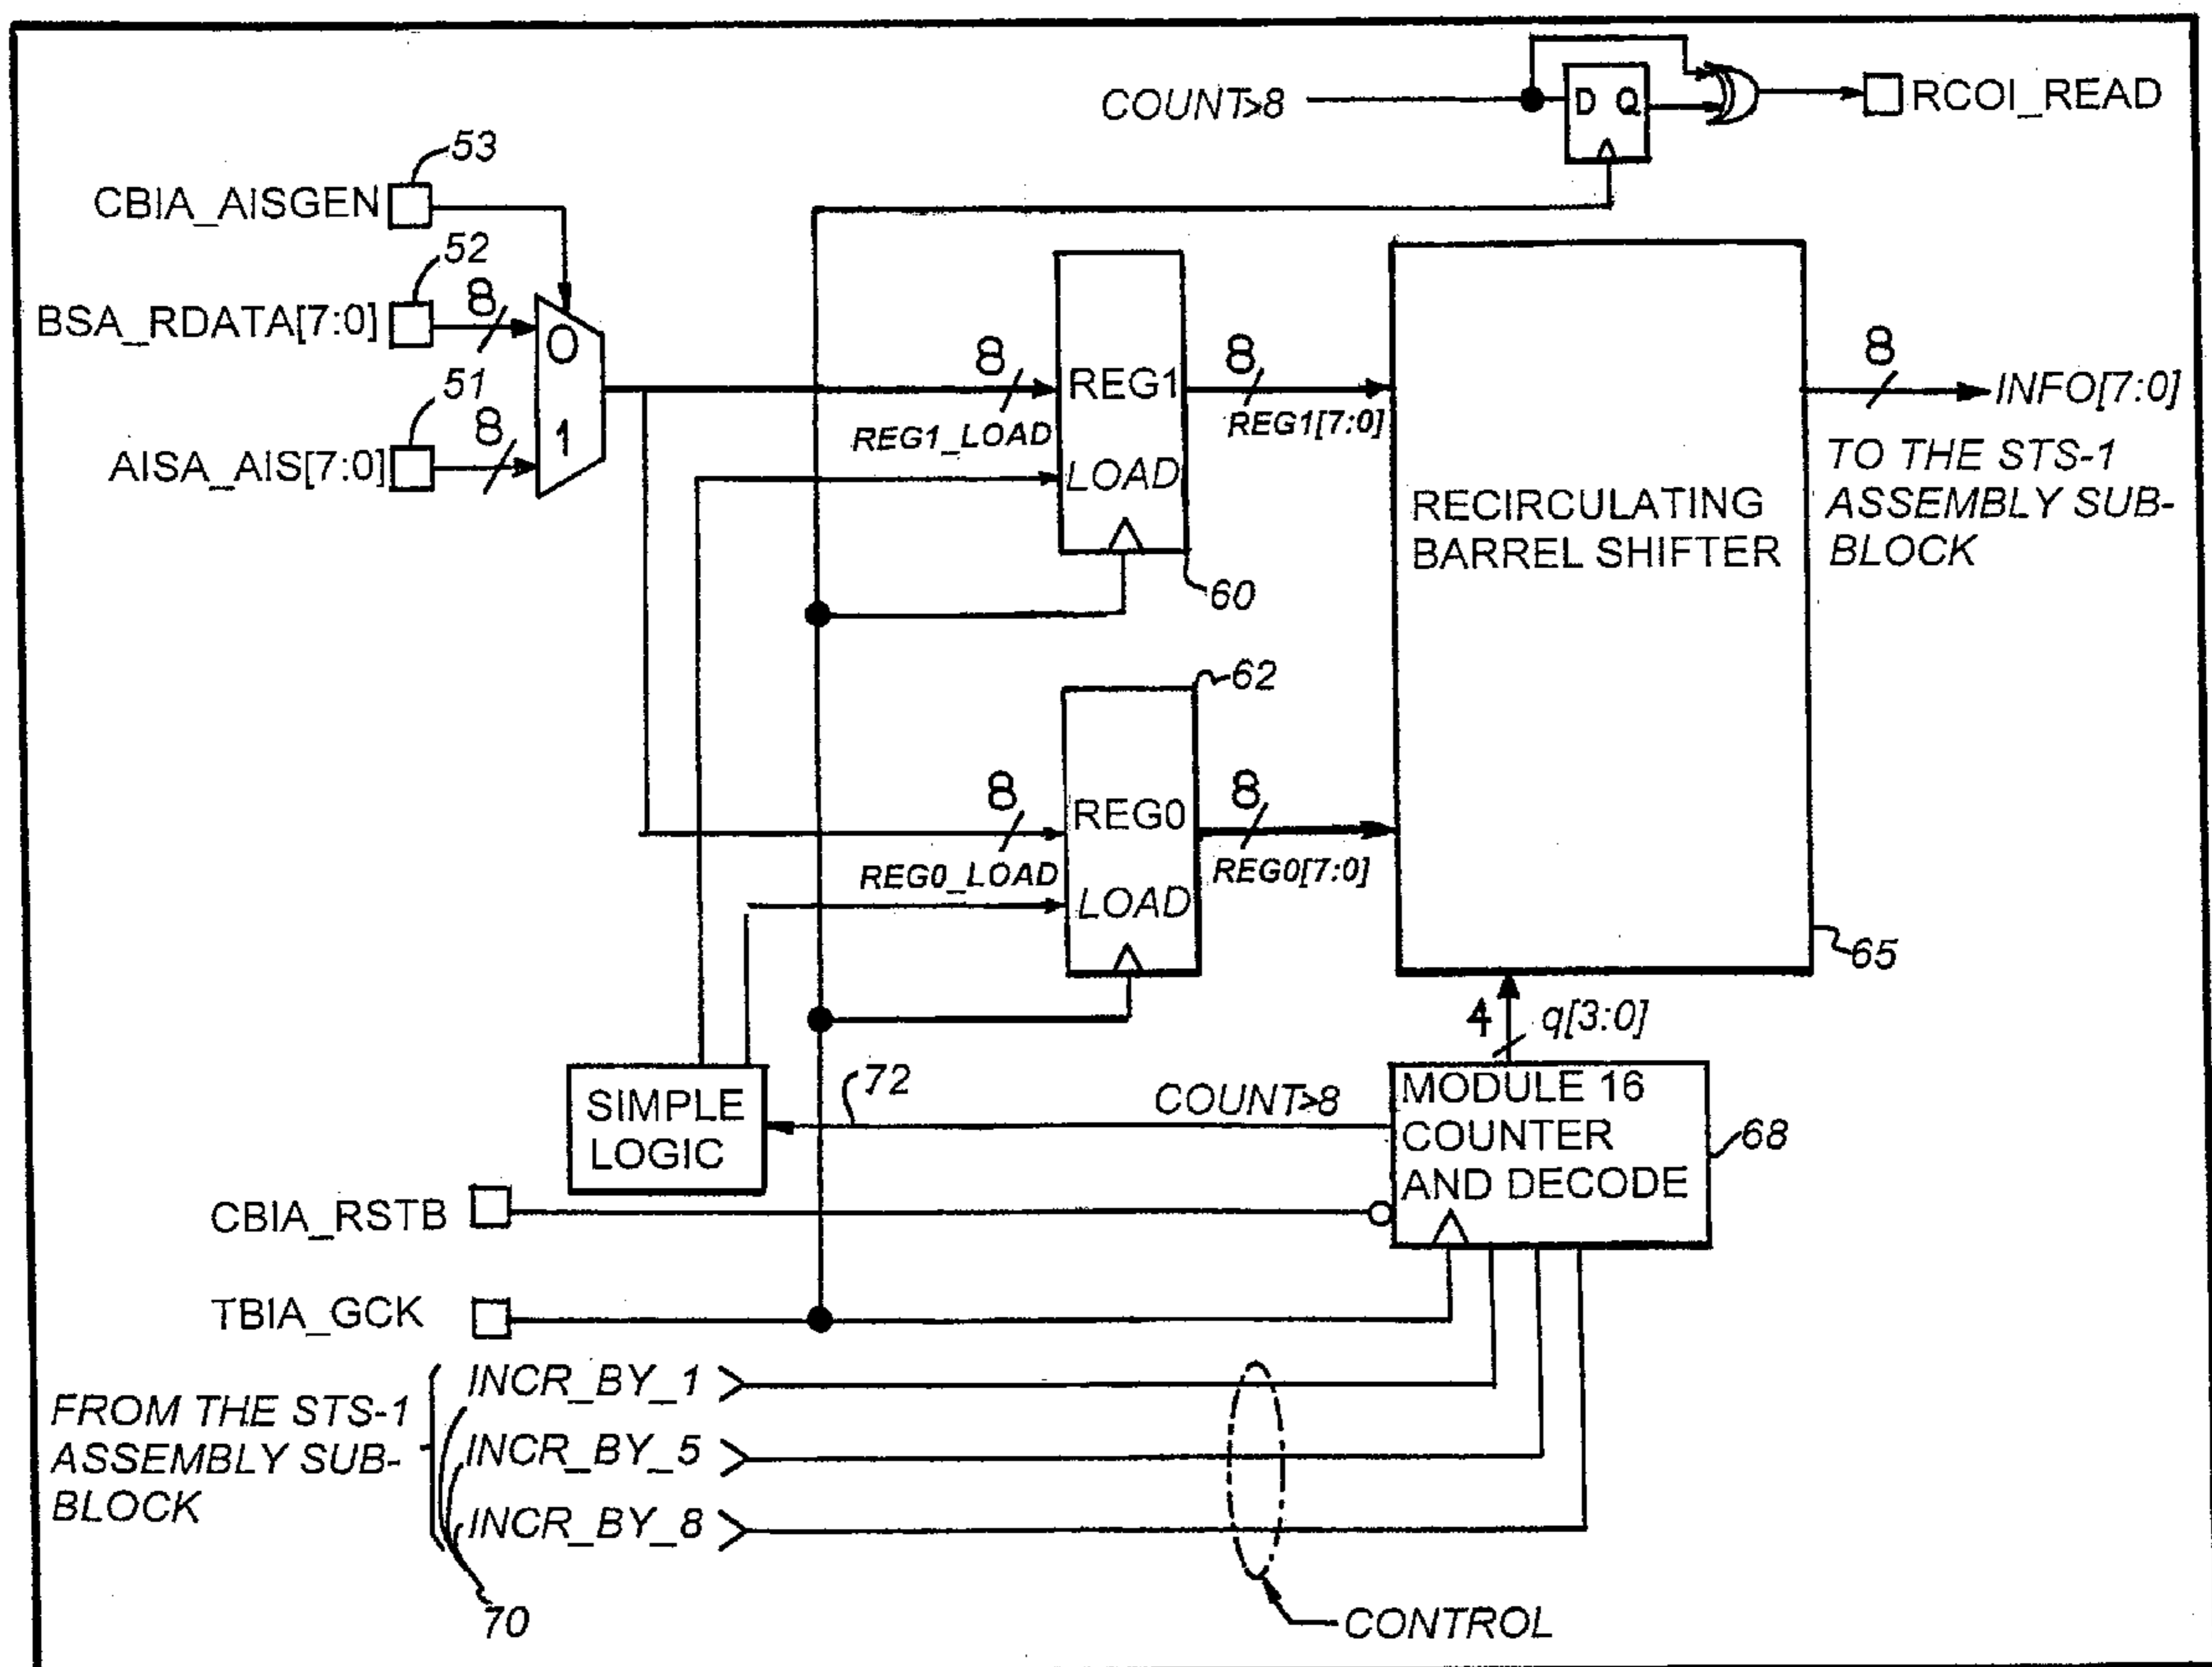 COUNT>8
D Q
RCOI_READ
53
CBIA_AISGEN
52
BSA_RDATA[7:0]
8
0
51
AISA_AIS[7:0]
8
1
8
REG1
REG1_LOAD
LOAD
60
8
REG1[7:0]
RECIRCULATING
BARREL SHIFTER
8
INFO[7:0]
TO THE STS-1
ASSEMBLY SUB-
BLOCK
62
8
REG0
REG0_LOAD
LOAD
8
REG0[7:0]
65
4
q[3:0]
SIMPLE
LOGIC
72
COUNT>8
MODULE 16
COUNTER
AND DECODE
68
CBIA_RSTB
TBIA_GCK
FROM THE STS-1
ASSEMBLY SUB-
BLOCK
INCR_BY_1
INCR_BY_5
INCR_BY_8
70
CONTROL